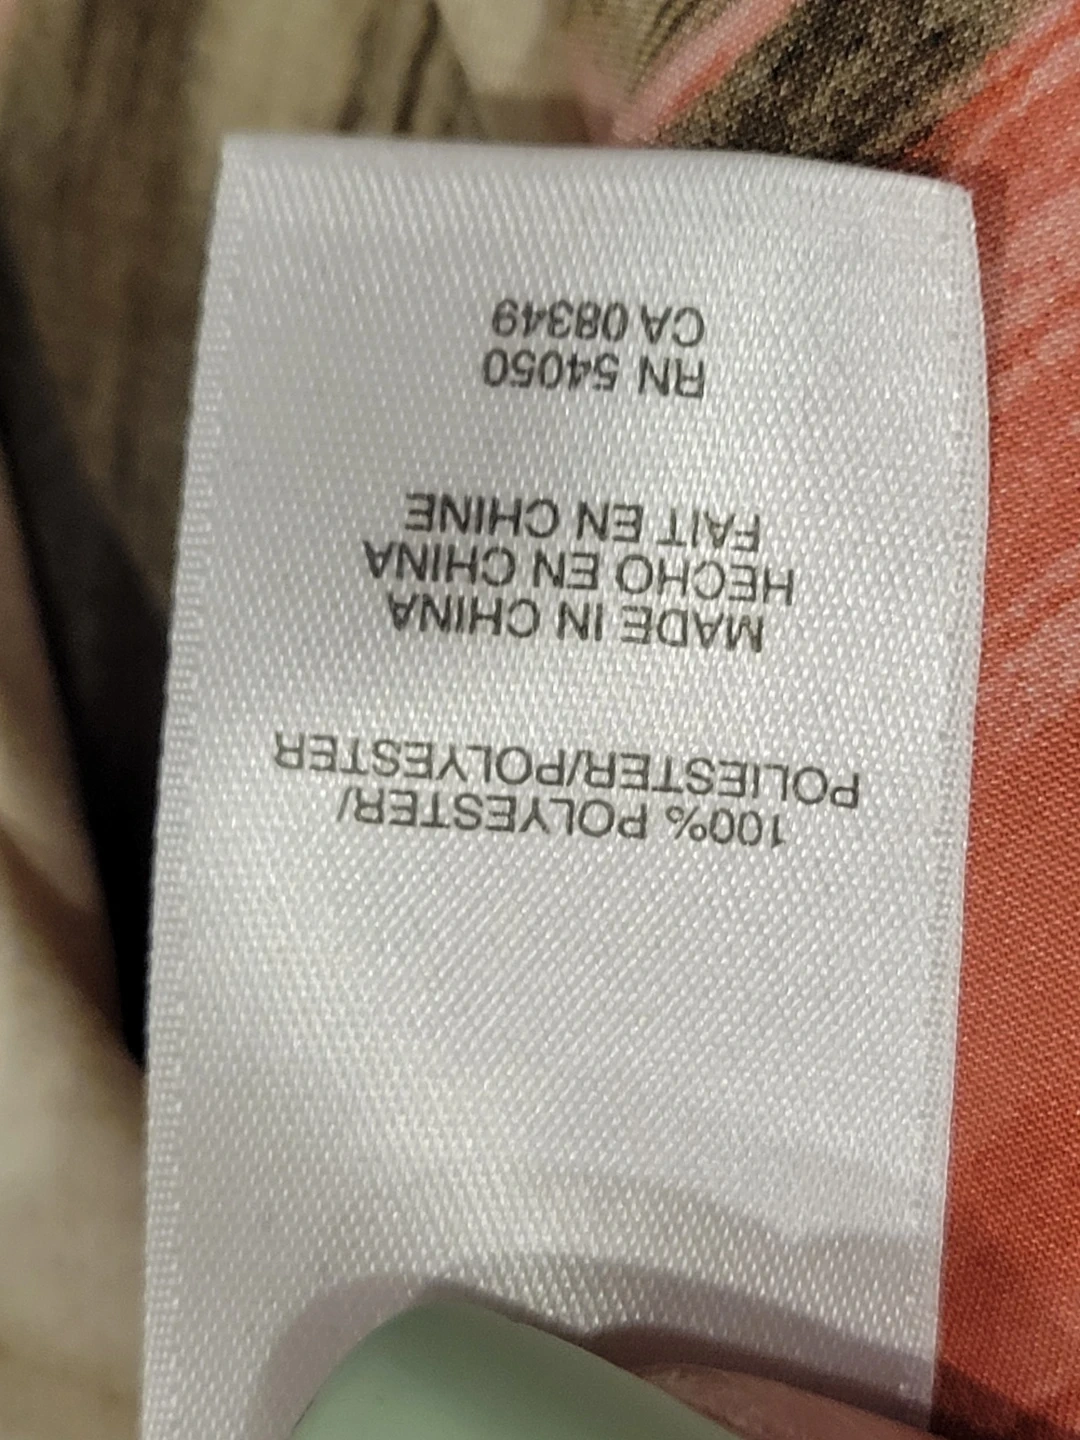 100% POLYESTER/
POLIESTER/POLYESTER
MADE IN CHINA
HECHO EN CHINA
FAIT EN CHINE
RN 54050
CA 08349